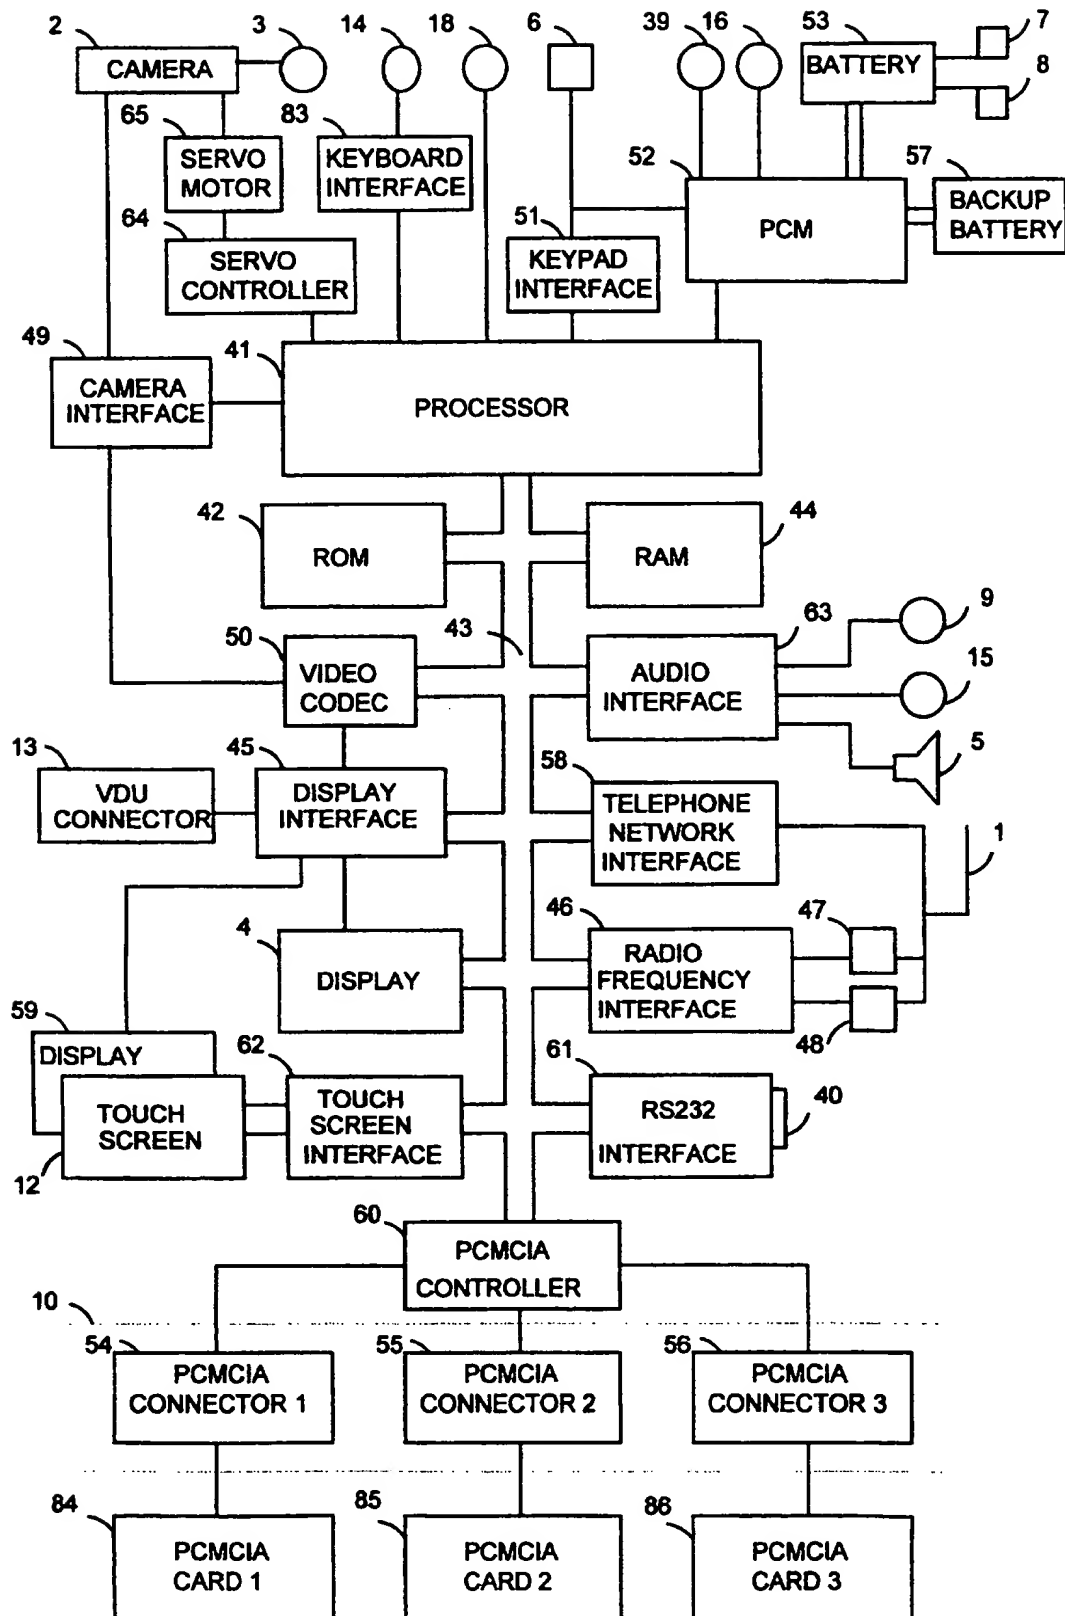 2 3 14 18 6 39 16 53 7
CAMERA
BATTERY
8
65 83
SERVO
MOTOR
KEYBOARD
INTERFACE
52 57
PCM
BACKUP
BATTERY
64
SERVO
CONTROLLER
51
KEYPAD
INTERFACE
49 41
CAMERA
INTERFACE
PROCESSOR
42 44
ROM
RAM
43
50
VIDEO
CODEC
63
AUDIO
INTERFACE
9
15
5
13
VDU
CONNECTOR
45
DISPLAY
INTERFACE
58
TELEPHONE
NETWORK
INTERFACE
1
4
DISPLAY
46
RADIO
FREQUENCY
INTERFACE
47
48
59
DISPLAY
TOUCH
SCREEN
12
62
TOUCH
SCREEN
INTERFACE
61
RS232
INTERFACE
40
60
PCMCIA
CONTROLLER
10
54
PCMCIA
CONNECTOR 1
55
PCMCIA
CONNECTOR 2
56
PCMCIA
CONNECTOR 3
84
PCMCIA
CARD 1
85
PCMCIA
CARD 2
86
PCMCIA
CARD 3